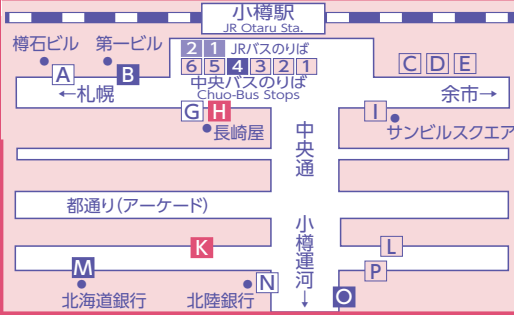 小樽駅
JR Otaru Sta.
樽石ビル 第一ビル
2 1 JRバスのりば
6 5 4 3 2 1
中央バスのりば
Chuo-Bus Stops
A B
C D E
←札幌
余市→
G H
長崎屋
I
サンビルスクエア
中央通
都通り(アーケード)
小樽運河→
K
L
M
P
北海道銀行
北陸銀行
N
O